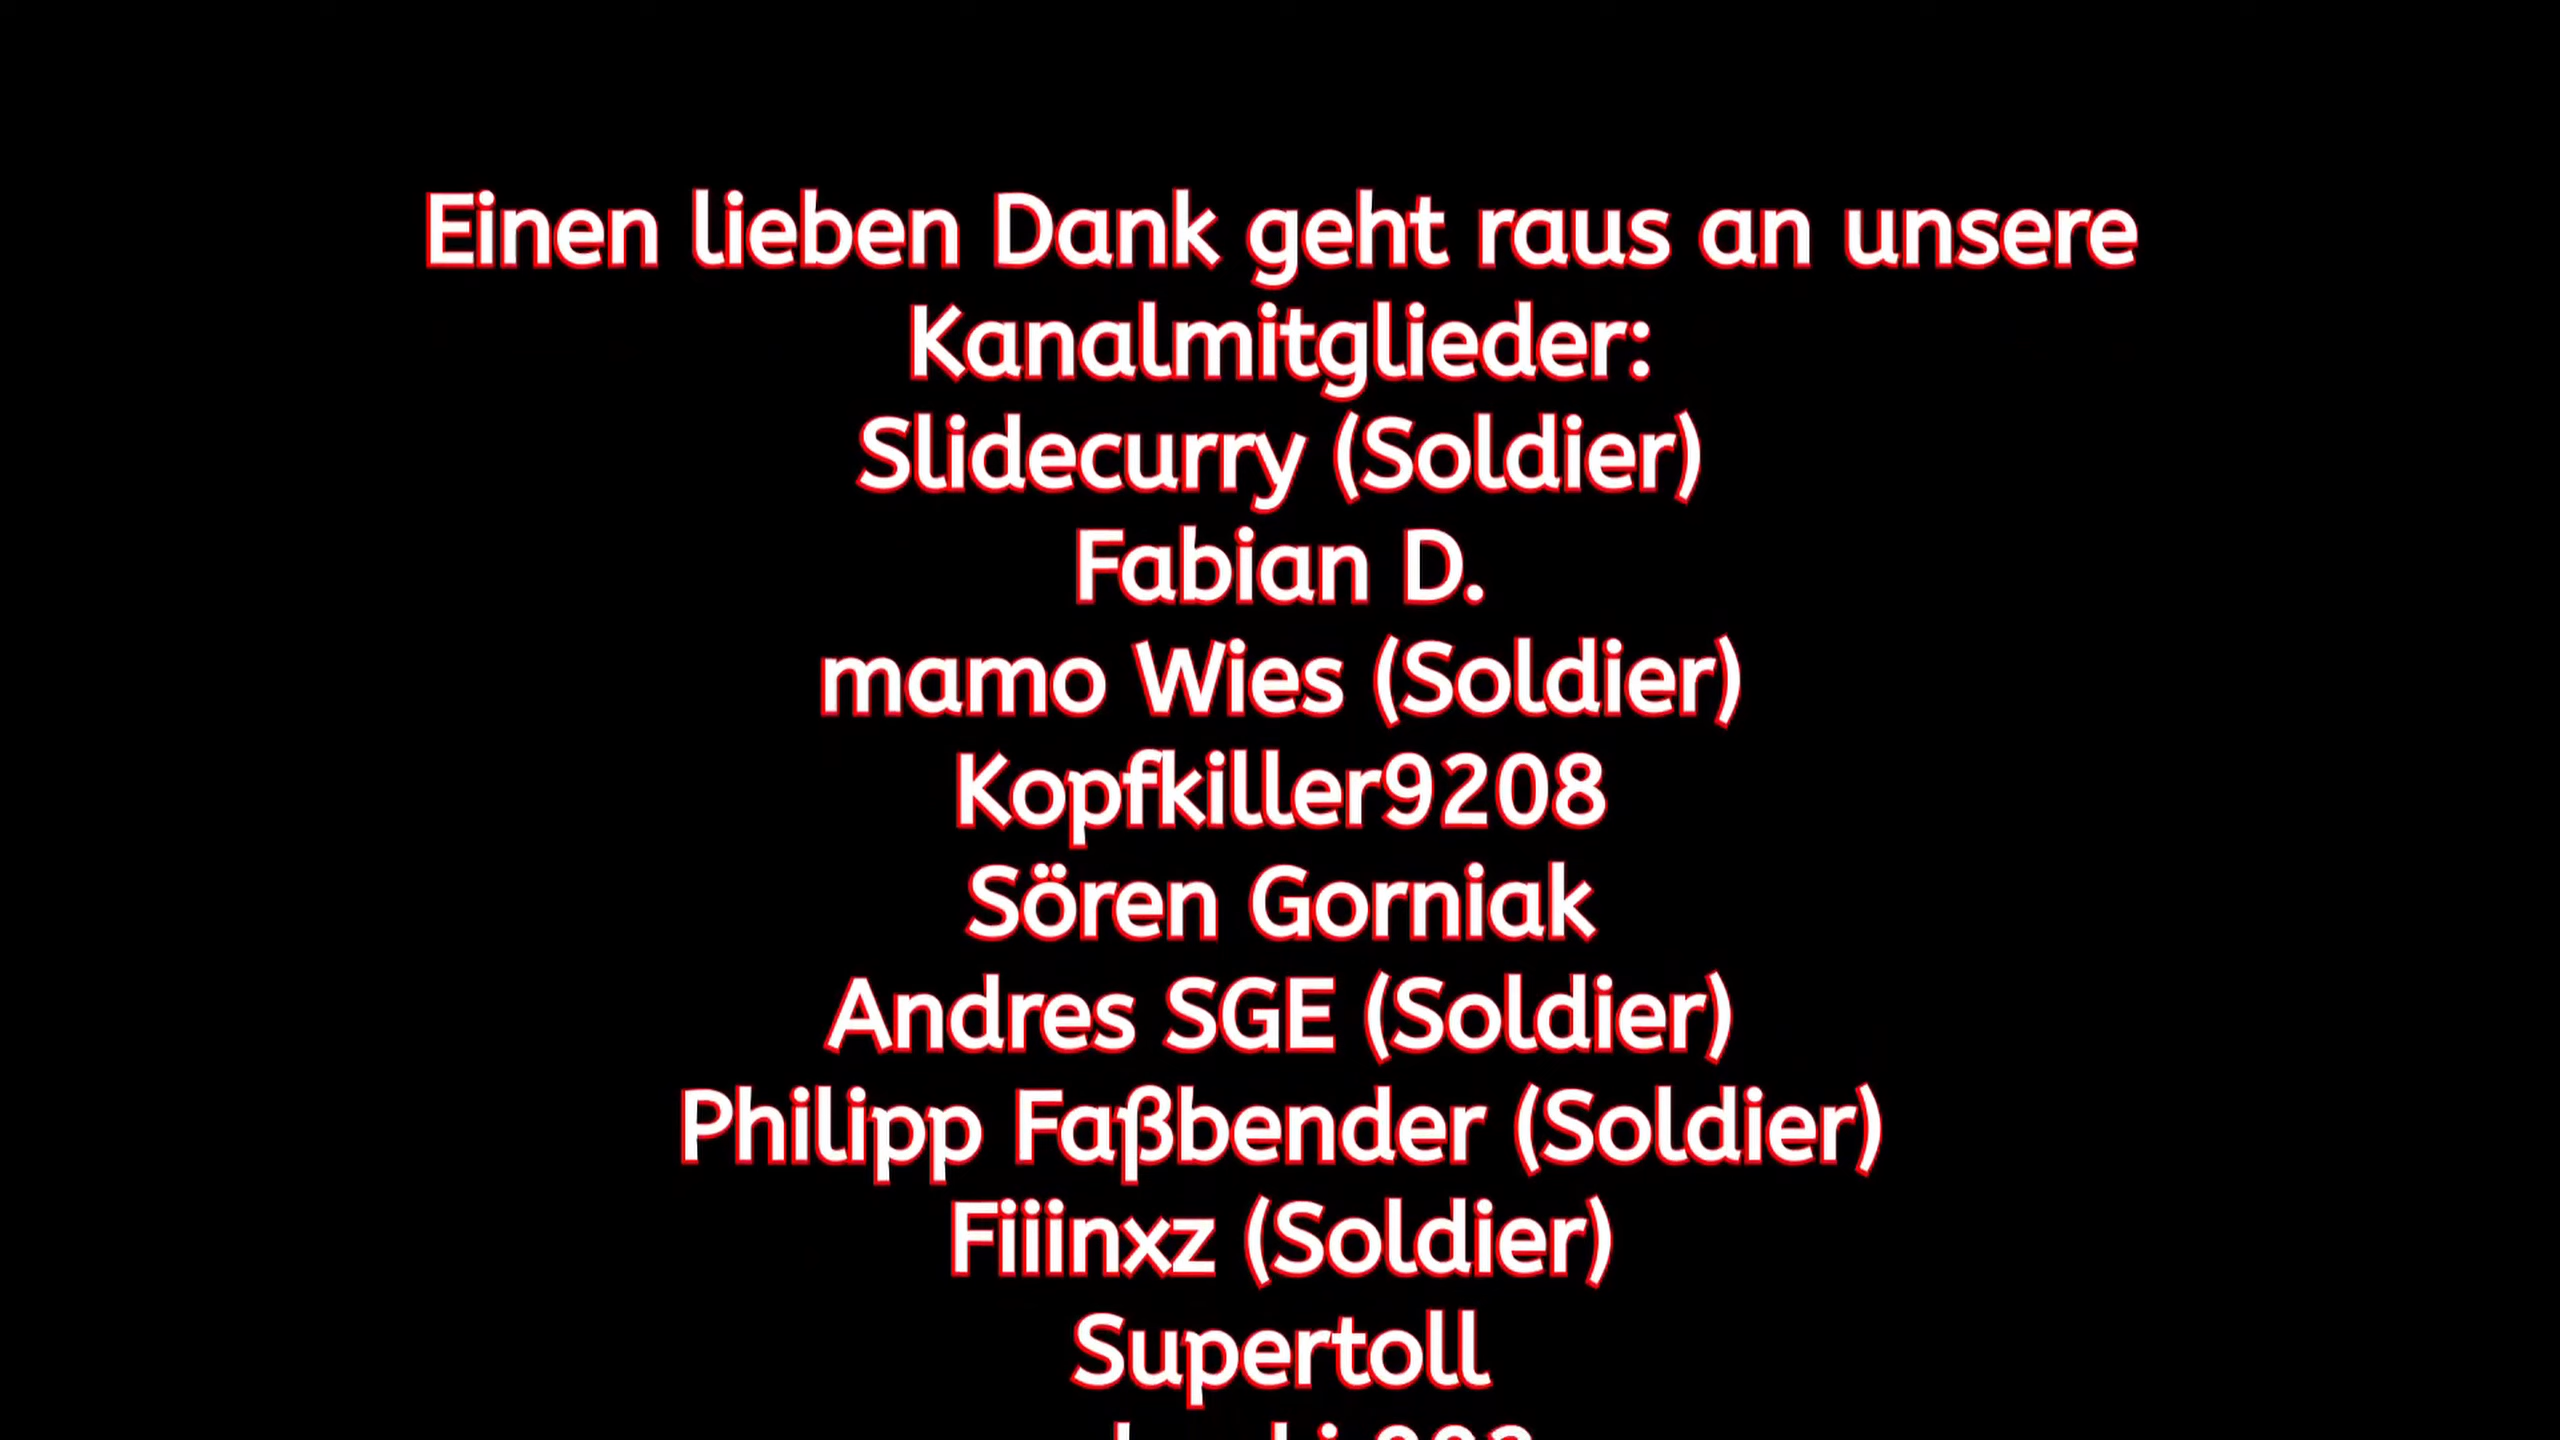 Einen lieben Dank geht raus an unsere
Kanalmitglieder:
Slidecurry (Soldier)
Fabian D.
mamo Wies (Soldier)
Kopfkiller9208
Sören Gorniak
Andres SGE (Soldier)
Philipp Faßbender (Soldier)
Fiiinxz (Soldier)
Supertoll